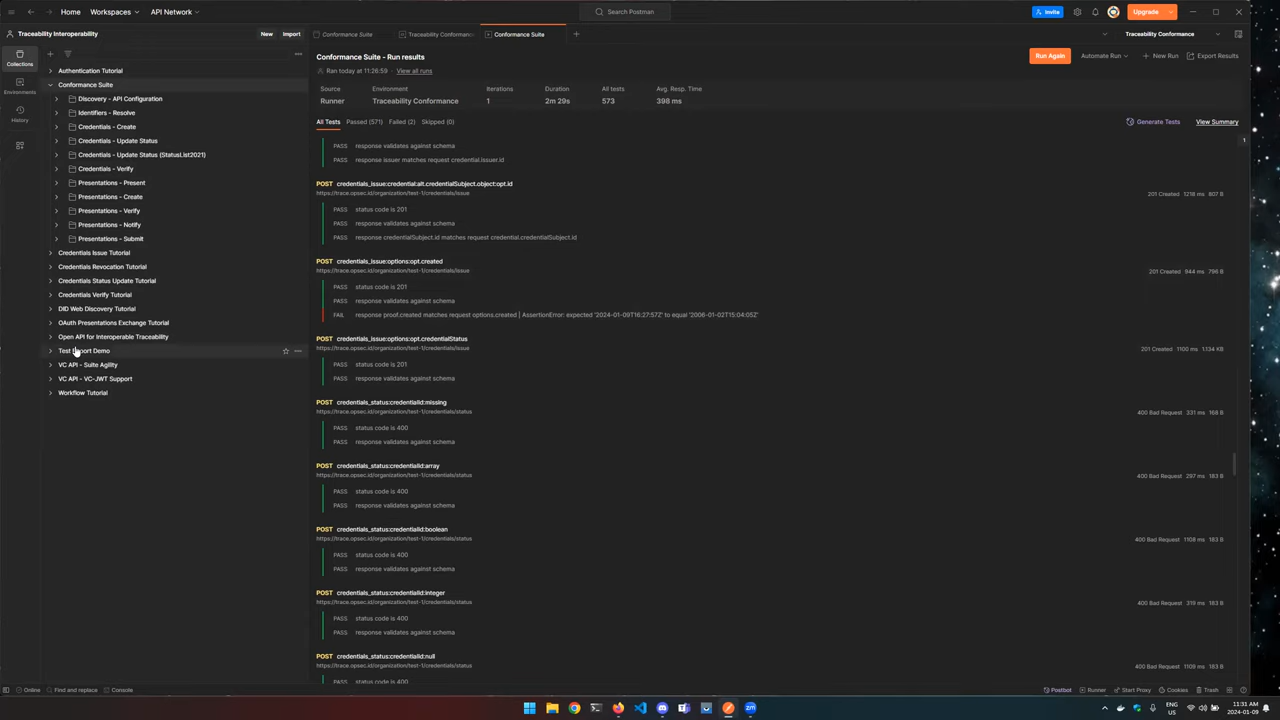 Home Workspaces API Network Search Postman Invite Upgrade
Traceability Interoperability New Import Conformance Suite Traceability Conformanc Conformance Suite Traceability Conformance
Collections
Environments
History
Authentication Tutorial
Conformance Suite
Discovery - API Configuration
Identifiers - Resolve
Credentials - Create
Credentials - Update Status
Credentials - Update Status (StatusList2021)
Credentials - Verify
Presentations - Present
Presentations - Create
Presentations - Verify
Presentations - Notify
Presentations - Submit
Credentials Issue Tutorial
Credentials Revocation Tutorial
Credentials Status Update Tutorial
Credentials Verify Tutorial
DID Web Discovery Tutorial
OAuth Presentations Exchange Tutorial
Open API for Interoperable Traceability
Test Export Demo
VC API - Suite Agility
VC API - VC-JWT Support
Workflow Tutorial
Conformance Suite - Run results Run Again Automate Run New Run Export Results
Ran today at 11:26:59 View all runs
Source Environment Iterations Duration All tests Avg. Resp. Time
Runner Traceability Conformance 1 2m 29s 573 398 ms
All Tests Passed (571) Failed (2) Skipped (0) Generate Tests View Summary
1
PASS response validates against schema
PASS response issuer matches request credential.issuer.id
POST credentials_issue:credential:alt.credentialSubject.object:opt.id
https://trace.opsec.id/organization/test-1/credentials/issue 201 Created 1218 ms 807 B
PASS status code is 201
PASS response validates against schema
PASS response credentialSubject.id matches request credential.credentialSubject.id
POST credentials_issue:options:opt.created
https://trace.opsec.id/organization/test-1/credentials/issue 201 Created 944 ms 796 B
PASS status code is 201
PASS response validates against schema
FAIL response proof.created matches request options.created | AssertionError: expected '2024-01-09T16:27:57Z' to equal '2006-01-02T15:04:05Z'
POST credentials_issue:options:opt.credentialStatus
https://trace.opsec.id/organization/test-1/credentials/issue 201 Created 1100 ms 1.134 KB
PASS status code is 201
PASS response validates against schema
POST credentials_status:credentialId:missing
https://trace.opsec.id/organization/test-1/credentials/status 400 Bad Request 331 ms 168 B
PASS status code is 400
PASS response validates against schema
POST credentials_status:credentialId:array
https://trace.opsec.id/organization/test-1/credentials/status 400 Bad Request 297 ms 183 B
PASS status code is 400
PASS response validates against schema
POST credentials_status:credentialId:boolean
https://trace.opsec.id/organization/test-1/credentials/status 400 Bad Request 1108 ms 183 B
PASS status code is 400
PASS response validates against schema
POST credentials_status:credentialId:integer
https://trace.opsec.id/organization/test-1/credentials/status 400 Bad Request 319 ms 183 B
PASS status code is 400
PASS response validates against schema
POST credentials_status:credentialId:null
https://trace.opsec.id/organization/test-1/credentials/status 400 Bad Request 1109 ms 183 B
PASS status code is 400
Online Find and replace Console Postbot Runner Start Proxy Cookies Trash
ENG 11:31 AM
US 2024-01-09